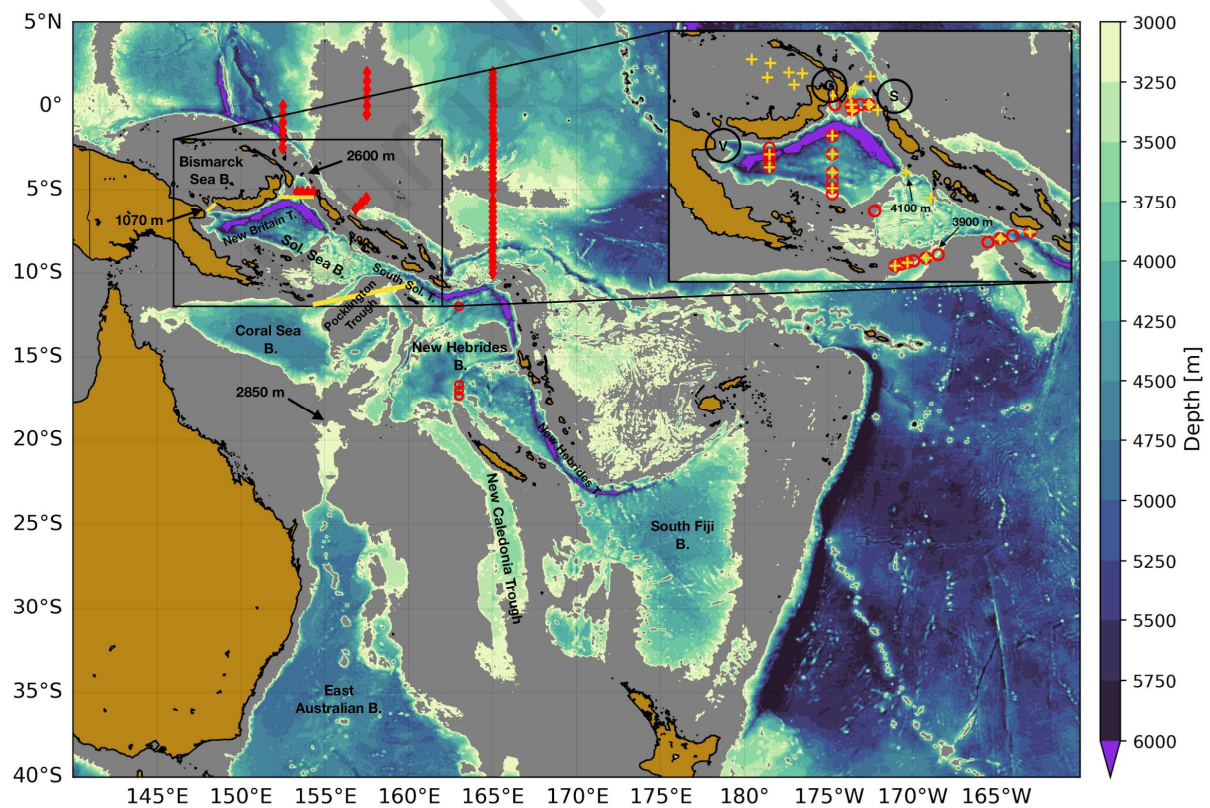 5°N
0°
5°S
10°S
15°S
20°S
25°S
30°S
35°S
40°S
145°E
150°E
155°E
160°E
165°E
170°E
175°E
180°
175°W
170°W
165°W
Bismarck
Sea B.
2600 m
1070 m
New Britain T.
Sol. Sea B.
South Sol. T.
Pocklington
Trough
Coral Sea
B.
New Hebrides
B.
2850 m
New Hebrides T.
New Caledonia Trough
South Fiji
B.
East
Australian B.
G
S
V
4100 m
3900 m
3000
3250
3500
3750
4000
4250
4500
4750
5000
5250
5500
5750
6000
Depth [m]